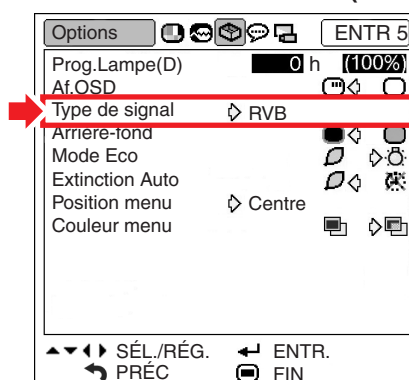 Options ENTR 5
Prog.Lampe(D) 0 h (100%)
Af.OSD
Type de signal RVB
Arrière-fond
Mode Eco
Extinction Auto
Position menu Centre
Couleur menu
SÉL./RÉG. ENTR.
PRÉC FIN